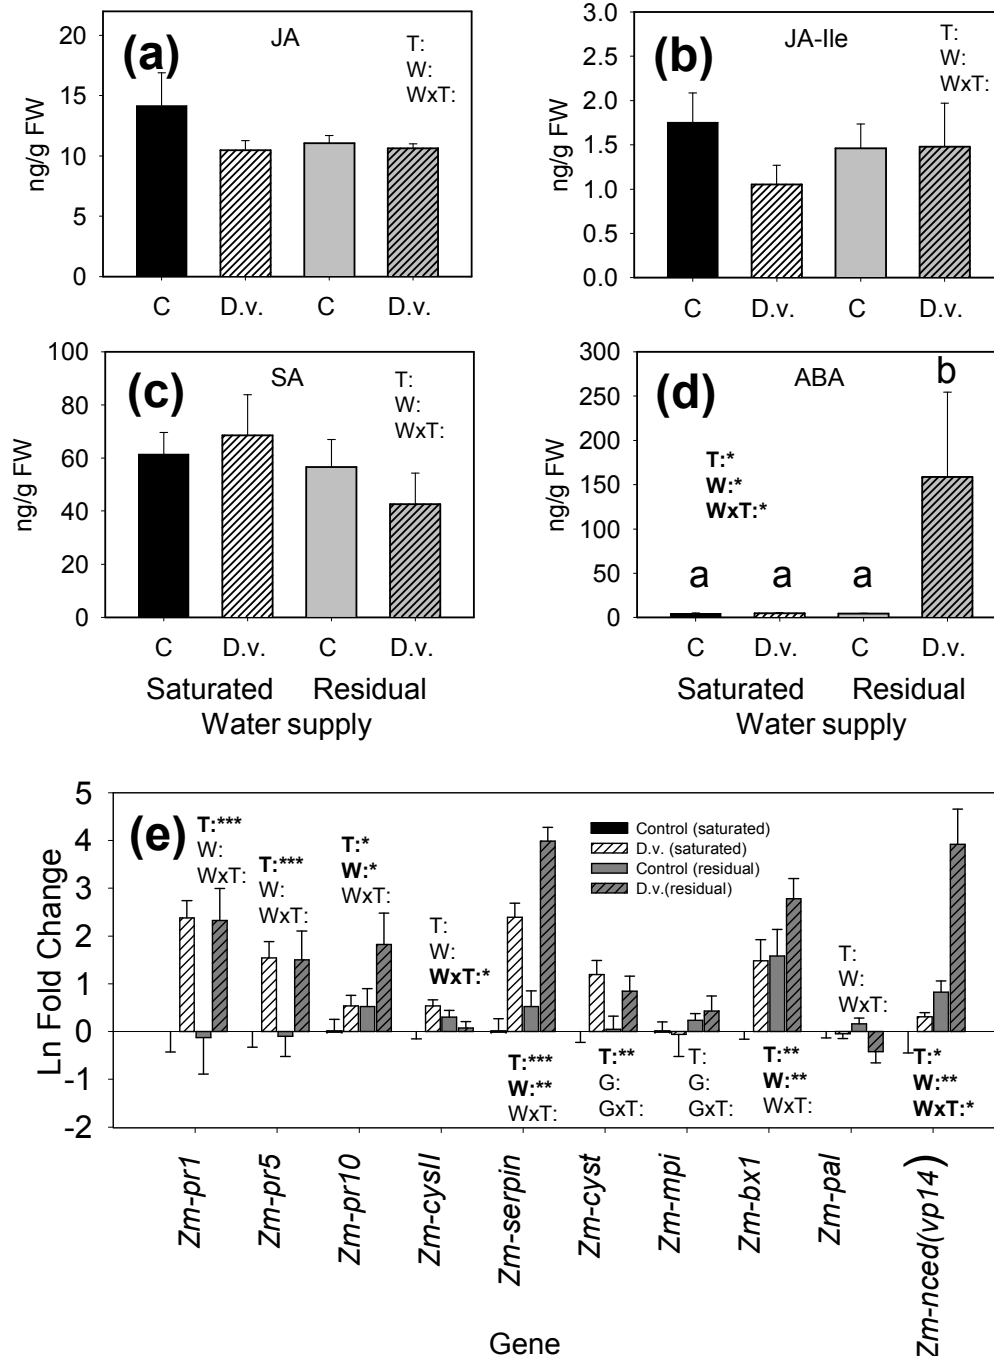 (a)
JA
T:
W:
WxT:
20
15
10
5
0
ng/g FW
C
D.v.
C
D.v.
(b)
JA-Ile
T:
W:
WxT:
3.0
2.5
2.0
1.5
1.0
0.5
0.0
ng/g FW
C
D.v.
C
D.v.
(c)
SA
T:
W:
WxT:
100
80
60
40
20
0
ng/g FW
C
D.v.
C
D.v.
Saturated
Residual
Water supply
(d)
ABA
b
T:*
W:*
WxT:*
a
a
a
300
250
200
150
100
50
0
ng/g FW
C
D.v.
C
D.v.
Saturated
Residual
Water supply
(e)
5
4
3
2
1
0
-1
-2
Ln Fold Change
Control (saturated)
D.v. (saturated)
Control (residual)
D.v.(residual)
T:***
W:
WxT:
T:***
W:
WxT:
T:*
W:*
WxT:
T:
W:
WxT:*
T:***
W:**
WxT:
T:**
G:
GxT:
T:
G:
GxT:
T:**
W:**
WxT:
T:
W:
WxT:
T:*
W:**
WxT:*
Zm-pr1
Zm-pr5
Zm-pr10
Zm-cysII
Zm-serpin
Zm-cyst
Zm-mpi
Zm-bx1
Zm-pal
Zm-nced(vp14)
Gene